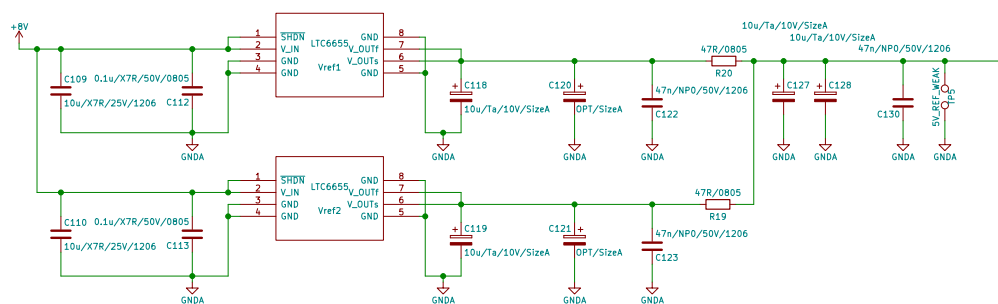 +8V
1 SHDN
2 V_IN
3 GND
4 GND
LTC6655
Vref1
GND 8
V_OUTf 7
V_OUTs 6
GND 5
C109
0.1u/X7R/50V/0805
10u/X7R/25V/1206
C112
GNDA
C118
10u/Ta/10V/SizeA
GNDA
C120
OPT/SizeA
GNDA
47n/NP0/50V/1206
C122
GNDA
47R/0805
R20
10u/Ta/10V/SizeA
10u/Ta/10V/SizeA
47n/NP0/50V/1206
C127
GNDA
C128
GNDA
C130
GNDA
5V_REF_WEAK
TP5
GNDA
1 SHDN
2 V_IN
3 GND
4 GND
LTC6655
Vref2
GND 8
V_OUTf 7
V_OUTs 6
GND 5
C110
0.1u/X7R/50V/0805
10u/X7R/25V/1206
C113
GNDA
C119
10u/Ta/10V/SizeA
GNDA
C121
OPT/SizeA
GNDA
47n/NP0/50V/1206
C123
GNDA
47R/0805
R19